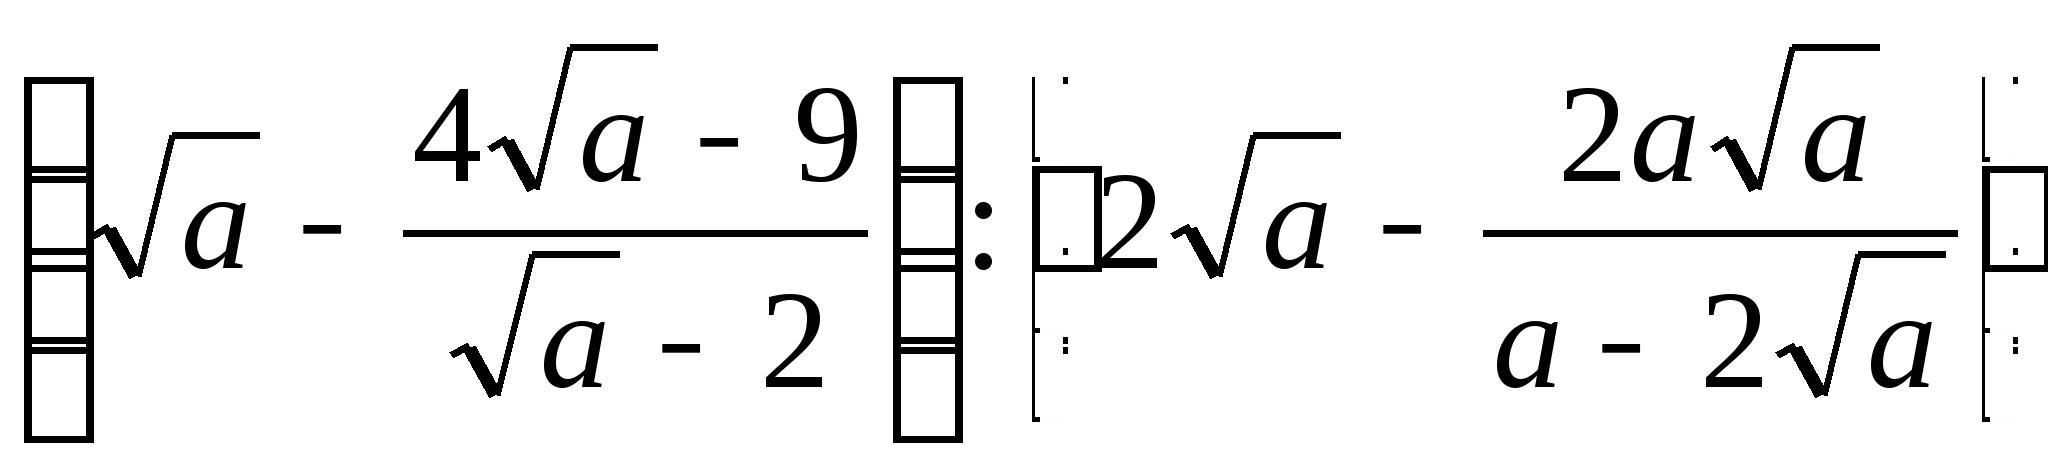 (√a - (4√a - 9)/(√a - 2)) : (2√a - (2a√a)/(a - 2√a))